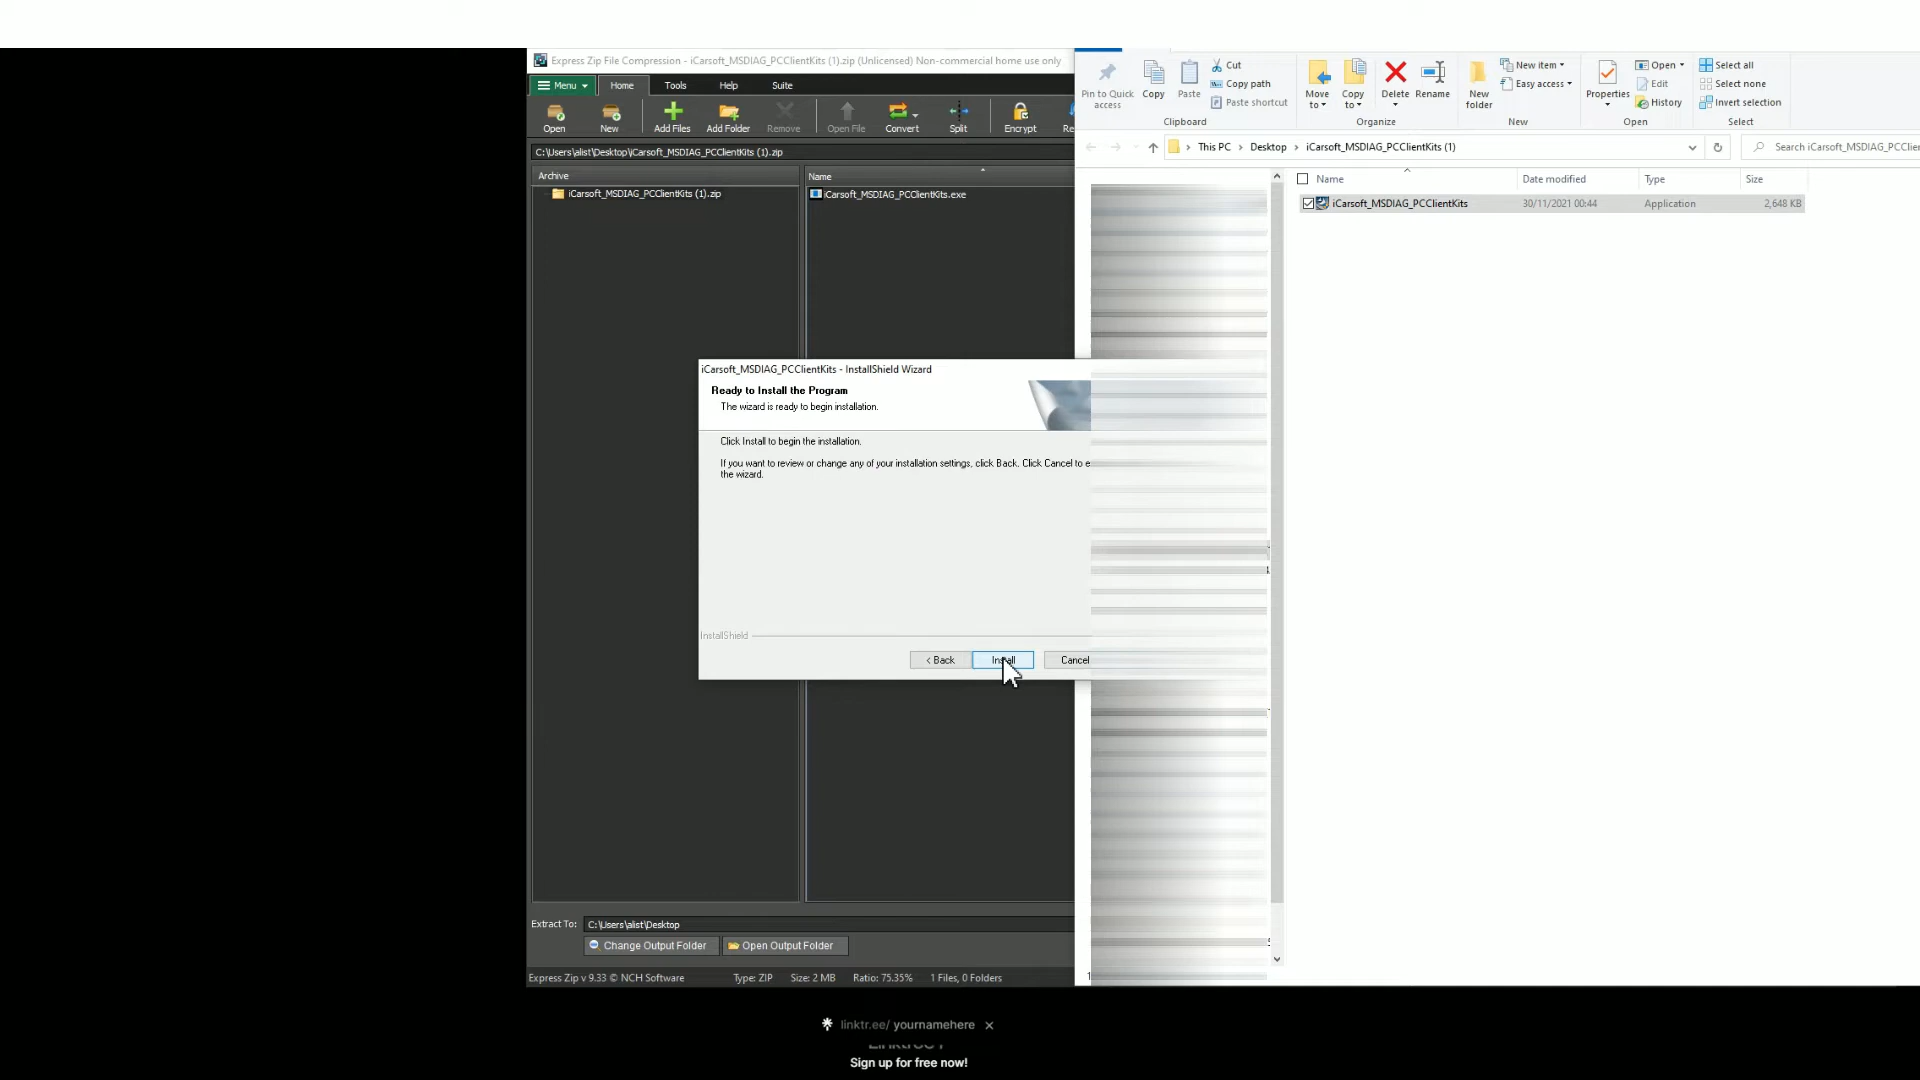 Express Zip File Compression - iCarsoft_MSDIAG_PCClientKits (1).zip (Unlicensed) Non-commercial home use only
Menu Home Tools Help Suite
Open New Add Files Add Folder Remove Open File Convert Split Encrypt
C:\Users\alist\Desktop\iCarsoft_MSDIAG_PCClientKits (1).zip
Archive
iCarsoft_MSDIAG_PCClientKits (1).zip
Name
iCarsoft_MSDIAG_PCClientKits.exe
Pin to Quick access
Copy
Paste
Cut
Copy path
Paste shortcut
Clipboard
Move to
Copy to
Delete
Rename
Organize
New folder
New item
Easy access
New
Properties
Open
Edit
History
Open
Select all
Select none
Invert selection
Select
This PC > Desktop > iCarsoft_MSDIAG_PCClientKits (1)
Search iCarsoft_MSDIAG_PCClie
Name Date modified Type Size
iCarsoft_MSDIAG_PCClientKits 30/11/2021 00:44 Application 2,648 KB
iCarsoft_MSDIAG_PCClientKits - InstallShield Wizard
Ready to Install the Program
The wizard is ready to begin installation.
Click Install to begin the installation.
If you want to review or change any of your installation settings, click Back. Click Cancel to e
the wizard.
InstallShield
< Back Install Cancel
Extract To: C:\Users\alist\Desktop
Change Output Folder Open Output Folder
Express Zip v 9.33 © NCH Software Type: ZIP Size: 2 MB Ratio: 75.35% 1 Files, 0 Folders
linktr.ee/ yournamehere ×
Sign up for free now!